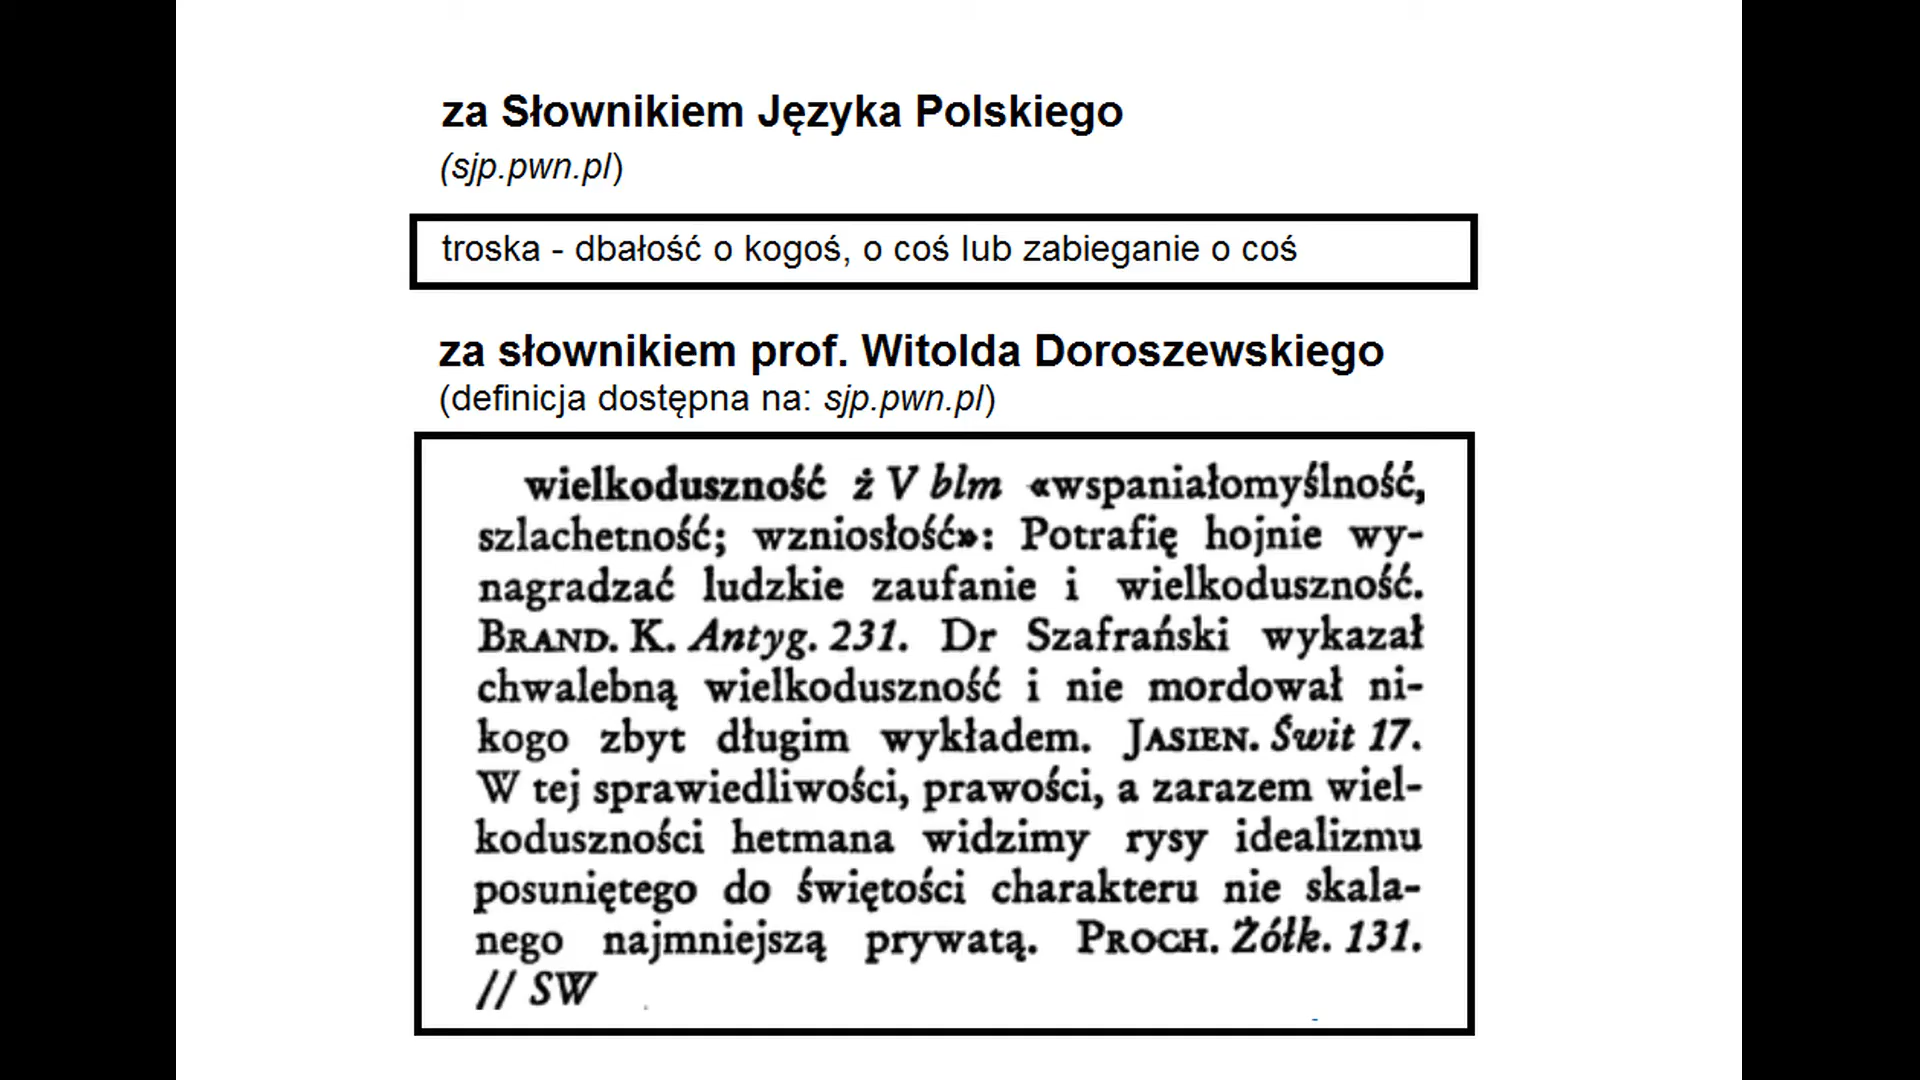 za Słownikiem Języka Polskiego
(sjp.pwn.pl)
troska - dbałość o kogoś, o coś lub zabieganie o coś
za słownikiem prof. Witolda Doroszewskiego
(definicja dostępna na: sjp.pwn.pl)
wielkoduszność ż V blm «wspaniałomyślność,
szlachetność; wzniosłość»: Potrafię hojnie wy-
nagradzać ludzkie zaufanie i wielkoduszność.
BRAND. K. Antyg. 231. Dr Szafrański wykazał
chwalebną wielkoduszność i nie mordował ni-
kogo zbyt długim wykładem. JASIEN. Świt 17.
W tej sprawiedliwości, prawości, a zarazem wiel-
koduszności hetmana widzimy rysy idealizmu
posuniętego do świętości charakteru nie skala-
nego najmniejszą prywatą. PROCH. Żółk. 131.
// SW